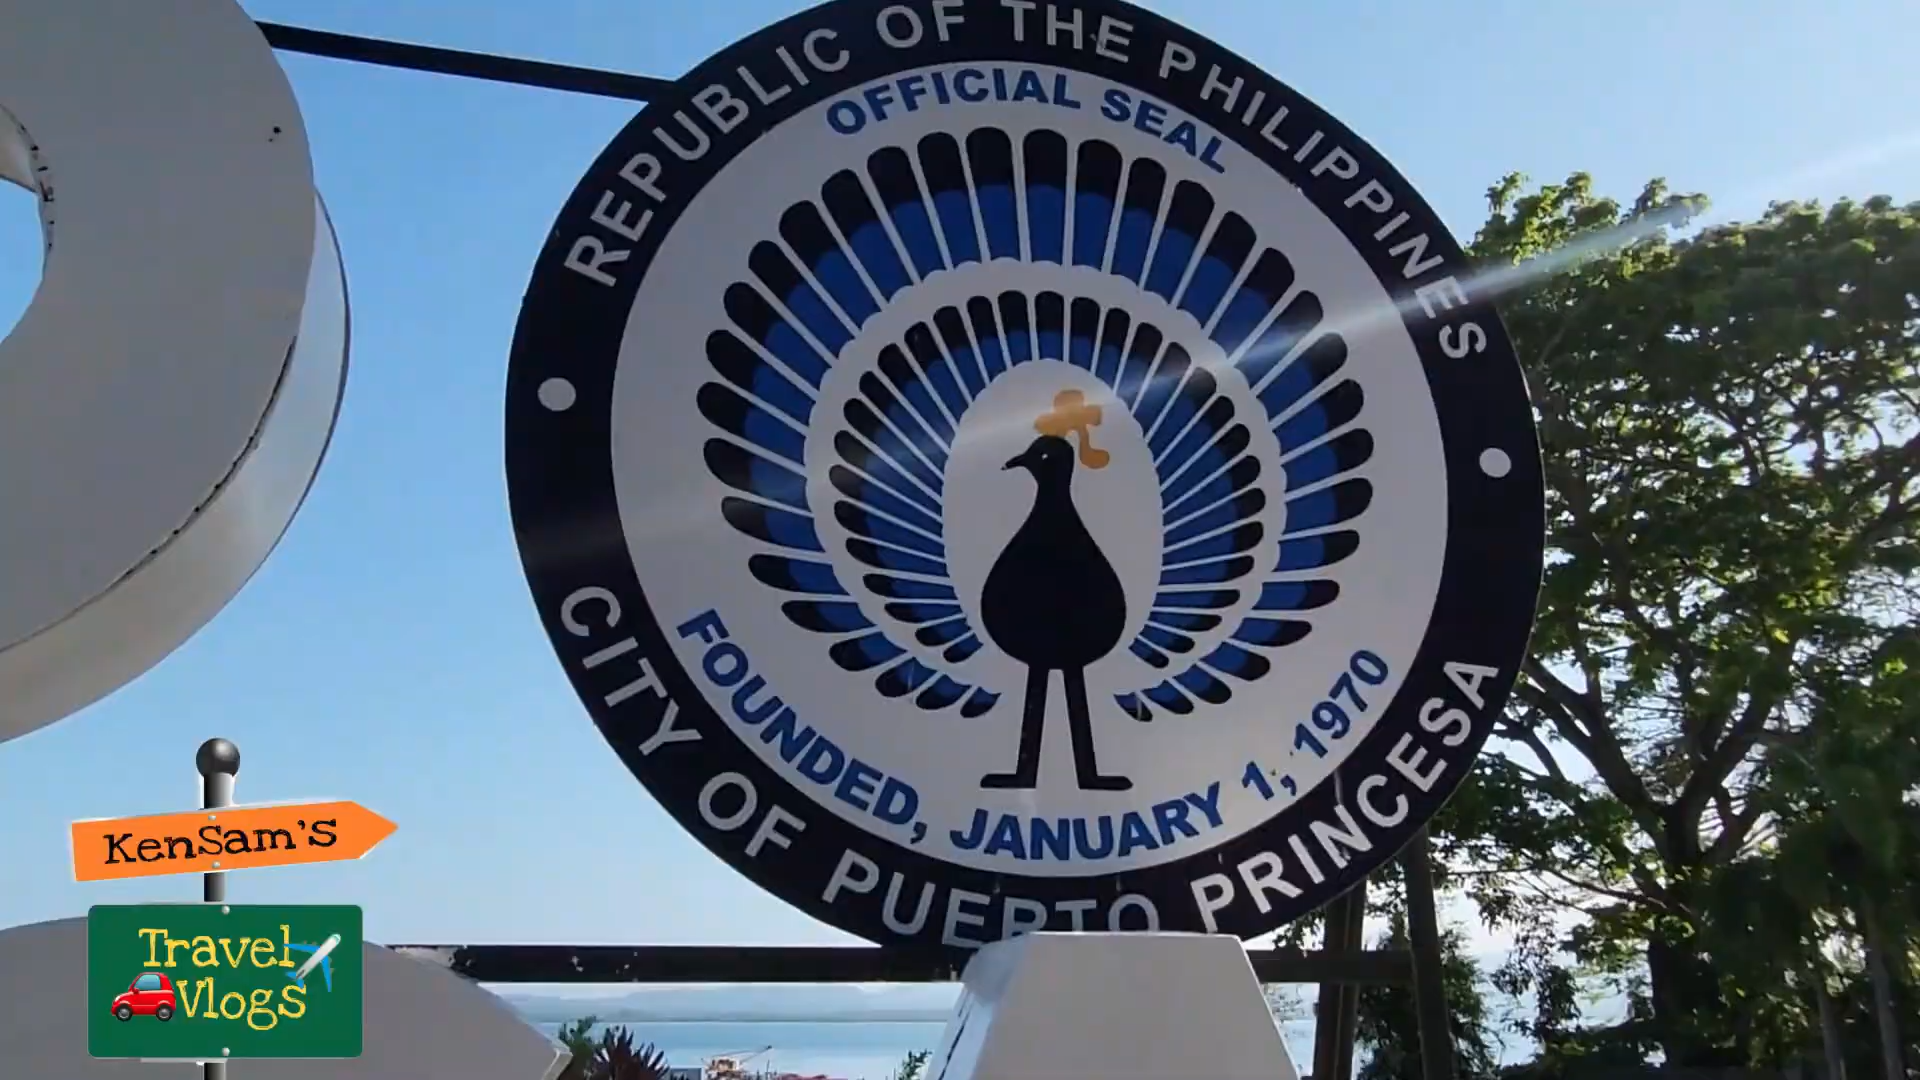 REPUBLIC OF THE PHILIPPINES
OFFICIAL SEAL
FOUNDED, JANUARY 1, 1970
CITY OF PUERTO PRINCESA
KenSam's
Travel
Vlogs